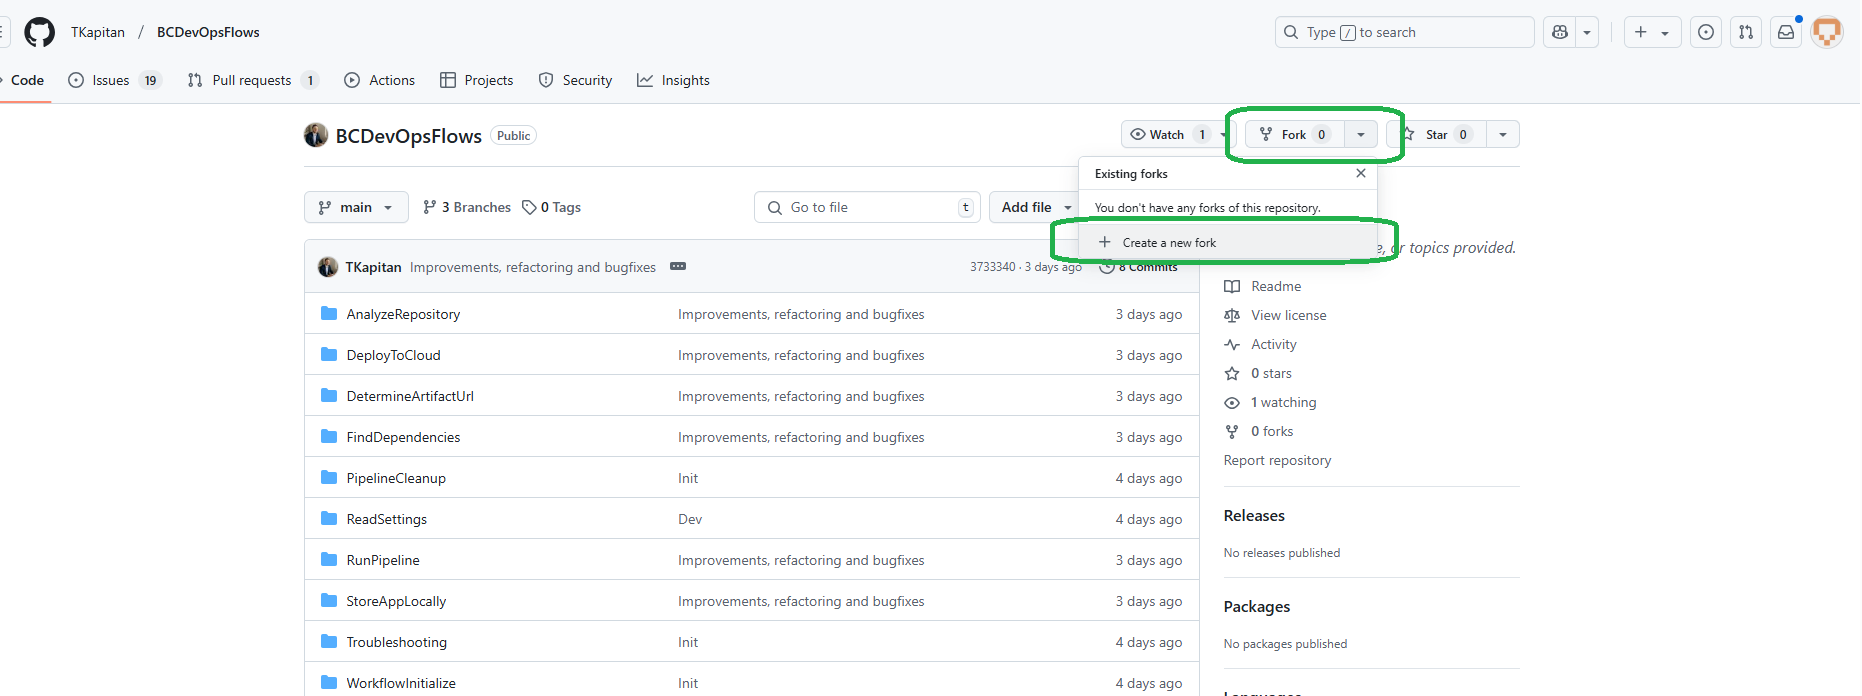 TKapitan / BCDevOpsFlows
Type / to search
Code
Issues 19
Pull requests 1
Actions
Projects
Security
Insights
BCDevOpsFlows Public
Watch 1
Fork 0
Star 0
Existing forks
You don't have any forks of this repository.
Create a new fork
main
3 Branches
0 Tags
Go to file t
Add file
or topics provided.
TKapitan Improvements, refactoring and bugfixes 3733340 · 3 days ago 8 Commits
AnalyzeRepository Improvements, refactoring and bugfixes 3 days ago
DeployToCloud Improvements, refactoring and bugfixes 3 days ago
DetermineArtifactUrl Improvements, refactoring and bugfixes 3 days ago
FindDependencies Improvements, refactoring and bugfixes 3 days ago
PipelineCleanup Init 4 days ago
ReadSettings Dev 4 days ago
RunPipeline Improvements, refactoring and bugfixes 3 days ago
StoreAppLocally Improvements, refactoring and bugfixes 3 days ago
Troubleshooting Init 4 days ago
WorkflowInitialize Init 4 days ago
Readme
View license
Activity
0 stars
1 watching
0 forks
Report repository
Releases
No releases published
Packages
No packages published